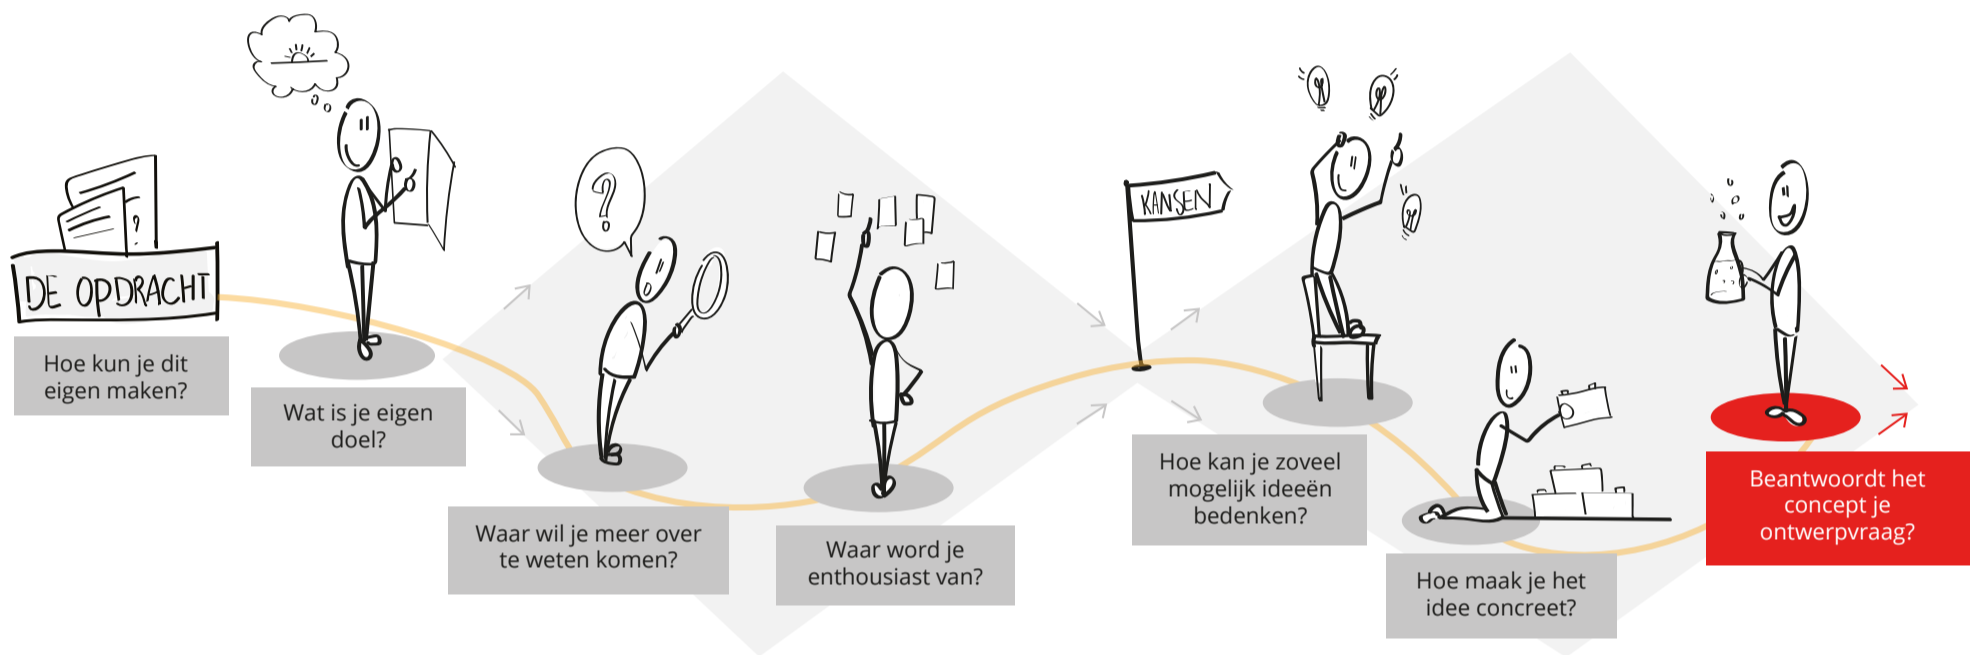 DE OPDRACHT
Hoe kun je dit
eigen maken?
Wat is je eigen
doel?
?
?
Waar wil je meer over
te weten komen?
Waar word je
enthousiast van?
KANSEN
Hoe kan je zoveel
mogelijk ideeën
bedenken?
Hoe maak je het
idee concreet?
Beantwoordt het
concept je
ontwerpvraag?